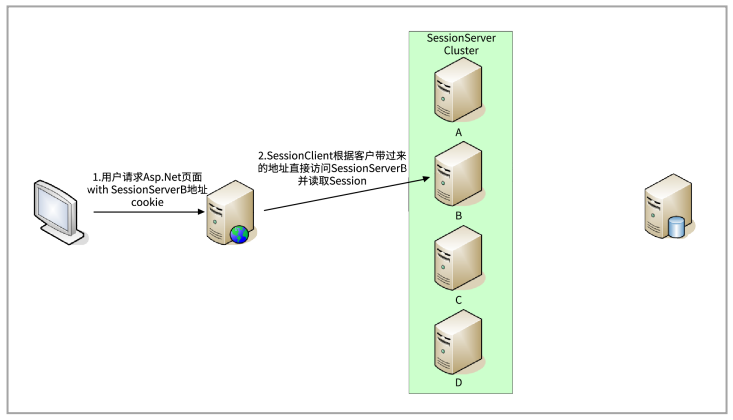 SessionServer
Cluster
A
1.用户请求Asp.Net页面
with SessionServerB地址
cookie
2.SessionClient根据客户带过来
的地址直接访问SessionServerB
并读取Session
B
C
D